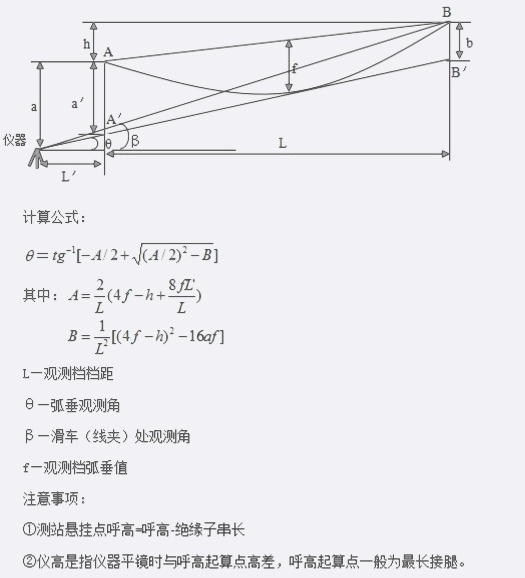 B
h
A
f
b
B′
a
a′
A′
仪器
θ
β
L
L′
计算公式:
θ=tg⁻¹[-A/2+√((A/2)²-B)]
其中: A=2/L(4f-h+8fL'/L)
B=1/L²[(4f-h)²-16af]
L—观测档档距
θ—弧垂观测角
β—滑车（线夹）处观测角
f—观测档弧垂值
注意事项:
①测站悬挂点呼高=呼高-绝缘子串长
②仪高是指仪器平镜时与呼高起算点高差，呼高起算点一般为最长接腿。